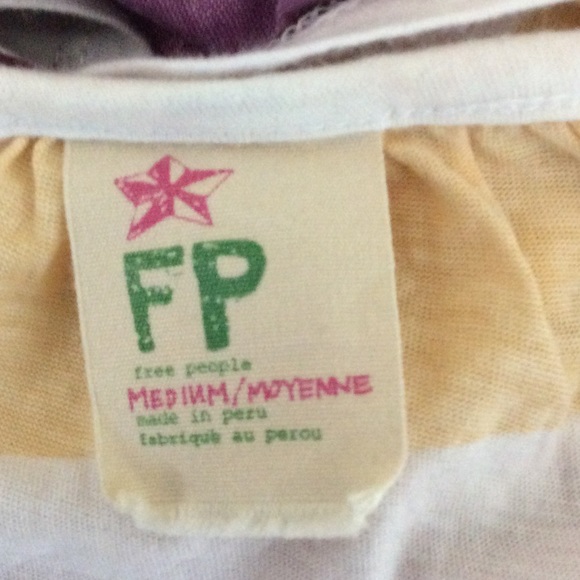 FP
free people
MEDIUM/MOYENNE
made in peru
fabriqué au perou